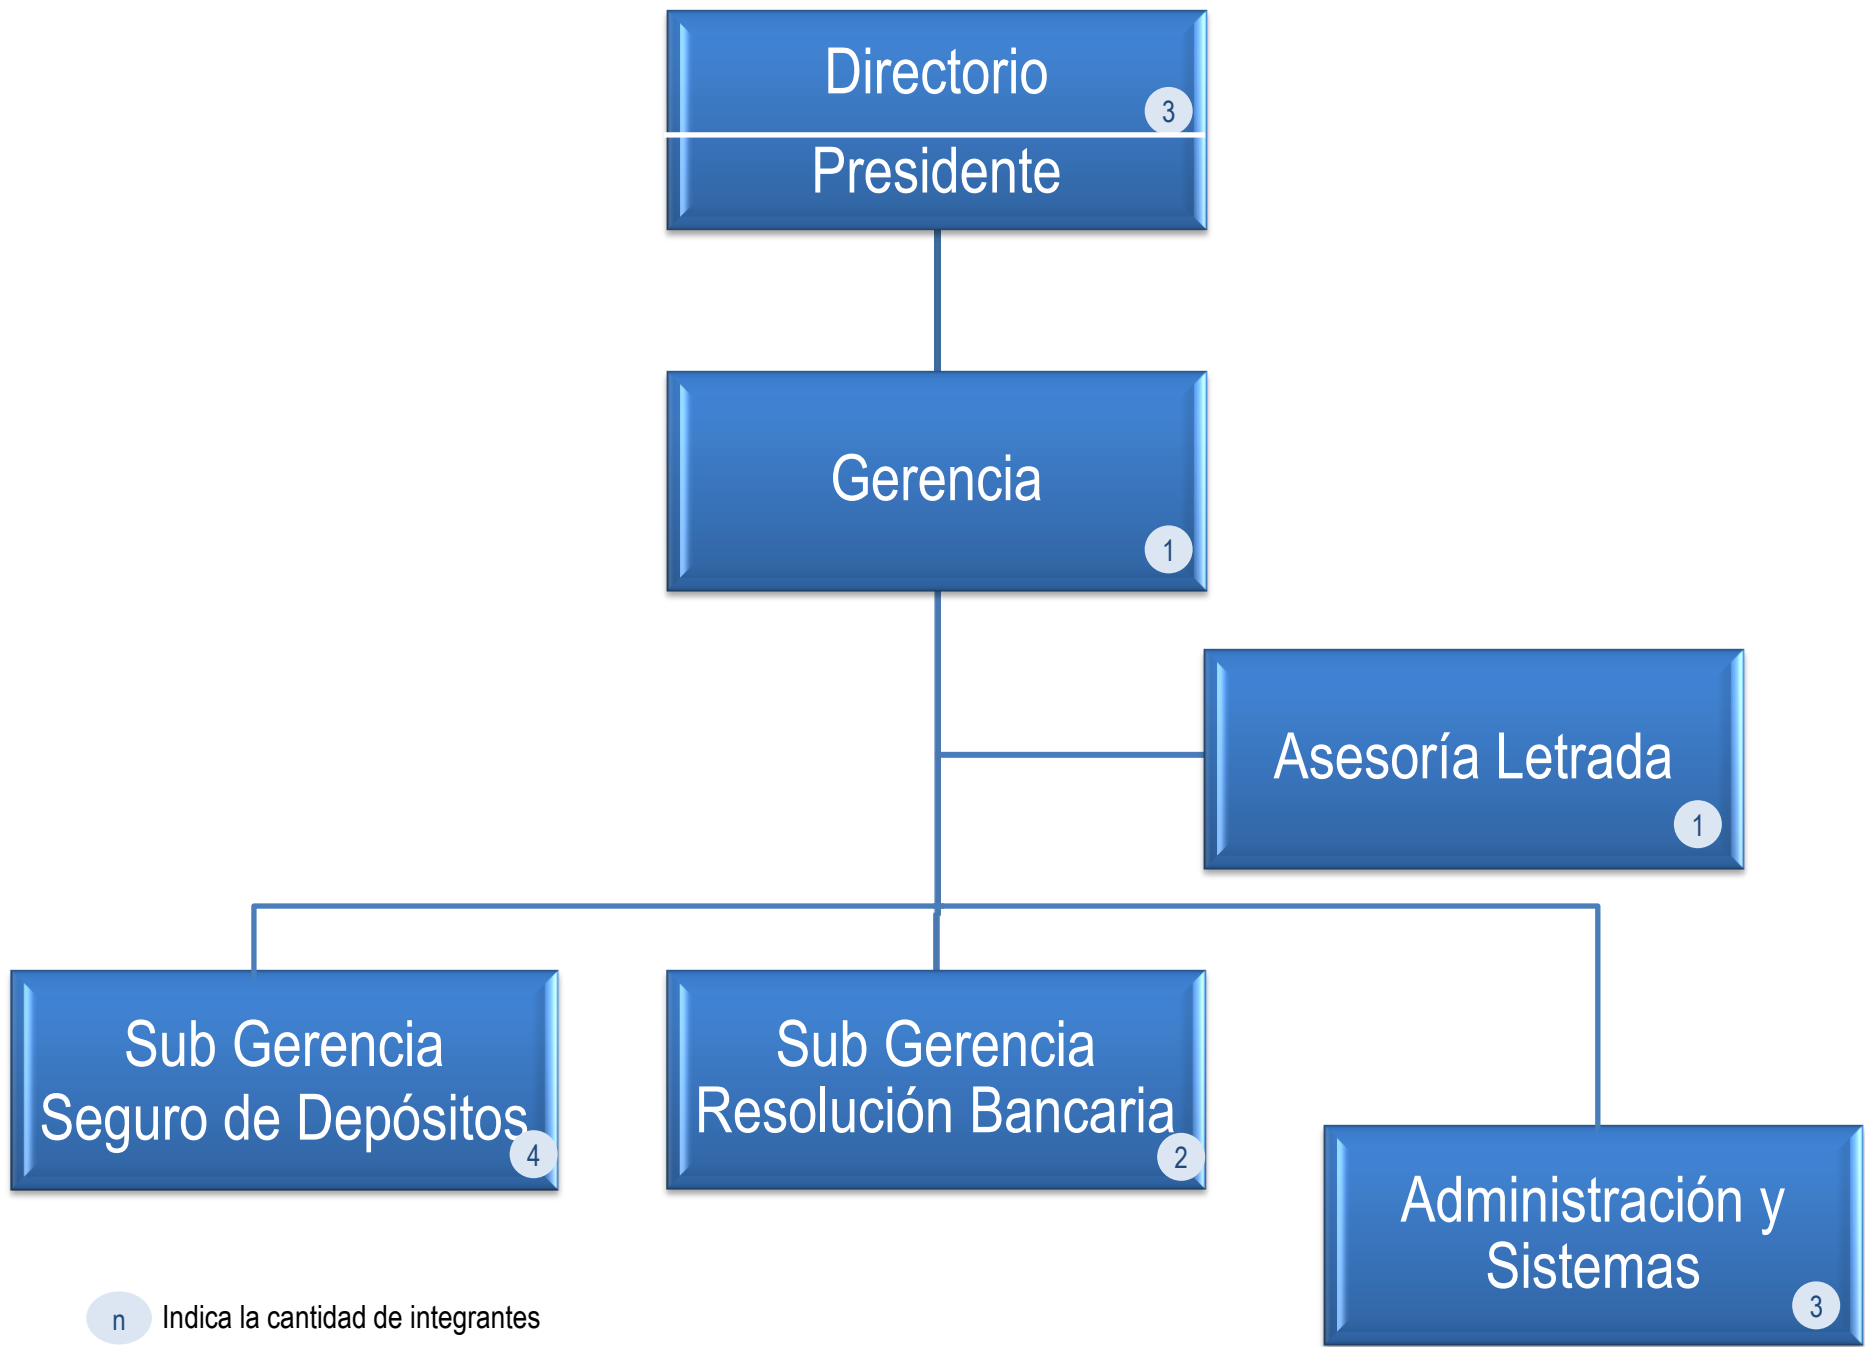 Directorio
3
Presidente
Gerencia
1
Asesoría Letrada
1
Sub Gerencia
Seguro de Depósitos
4
Sub Gerencia
Resolución Bancaria
2
Administración y
Sistemas
3
n Indica la cantidad de integrantes